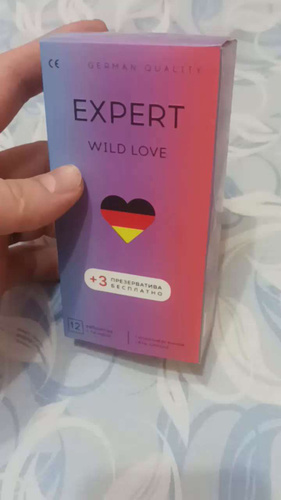 CE GERMAN QUALITY
EXPERT
WILD LOVE
+3 ПРЕЗЕРВАТИВА
БЕСПЛАТНО
12